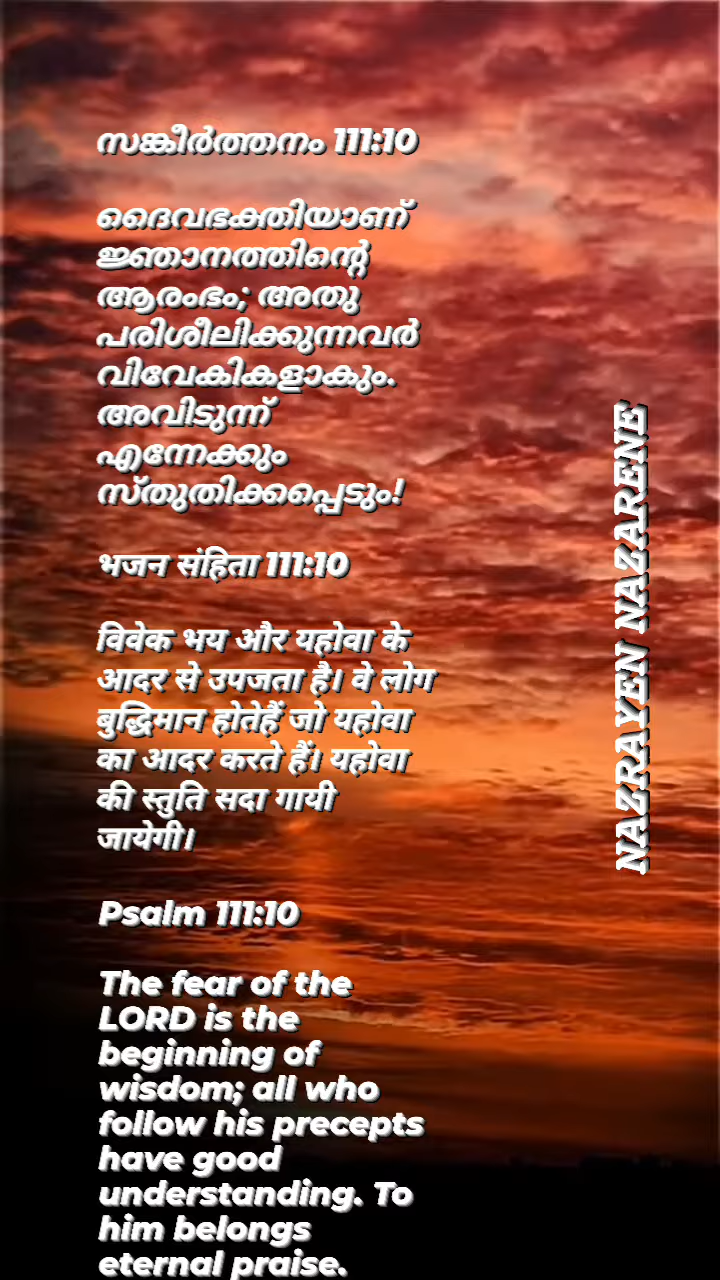 സങ്കീർത്തനം 111:10
ദൈവഭക്തിയാണ്
ജ്ഞാനത്തിന്റെ
ആരംഭം; അതു
പരിശീലിക്കുന്നവർ
വിവേകികളാകും.
അവിടുന്ന്
എന്നേക്കും
സ്തുതിക്കപ്പെടും!
भजन संहिता 111:10
विवेक भय और यहोवा के
आदर से उपजता है। वे लोग
बुद्धिमान होतेहैं जो यहोवा
का आदर करते हैं। यहोवा
की स्तुति सदा गायी
जायेगी।
Psalm 111:10
The fear of the
LORD is the
beginning of
wisdom; all who
follow his precepts
have good
understanding. To
him belongs
eternal praise.
NAZRAYEN NAZARENE